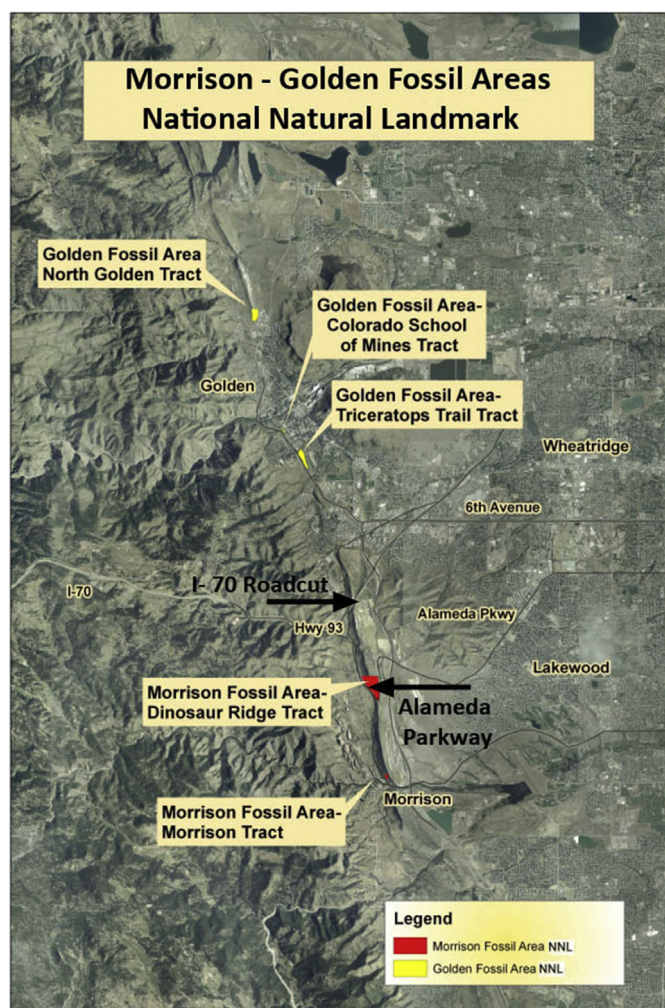 Morrison - Golden Fossil Areas
National Natural Landmark
Golden Fossil Area
North Golden Tract
Golden Fossil Area-
Colorado School
of Mines Tract
Golden
Golden Fossil Area-
Triceratops Trail Tract
Wheatridge
6th Avenue
I-70
I- 70 Roadcut
Hwy 93
Alameda Pkwy
Lakewood
Morrison Fossil Area-
Dinosaur Ridge Tract
Alameda
Parkway
Morrison
Morrison Fossil Area-
Morrison Tract
Legend
Morrison Fossil Area NNL
Golden Fossil Area NNL